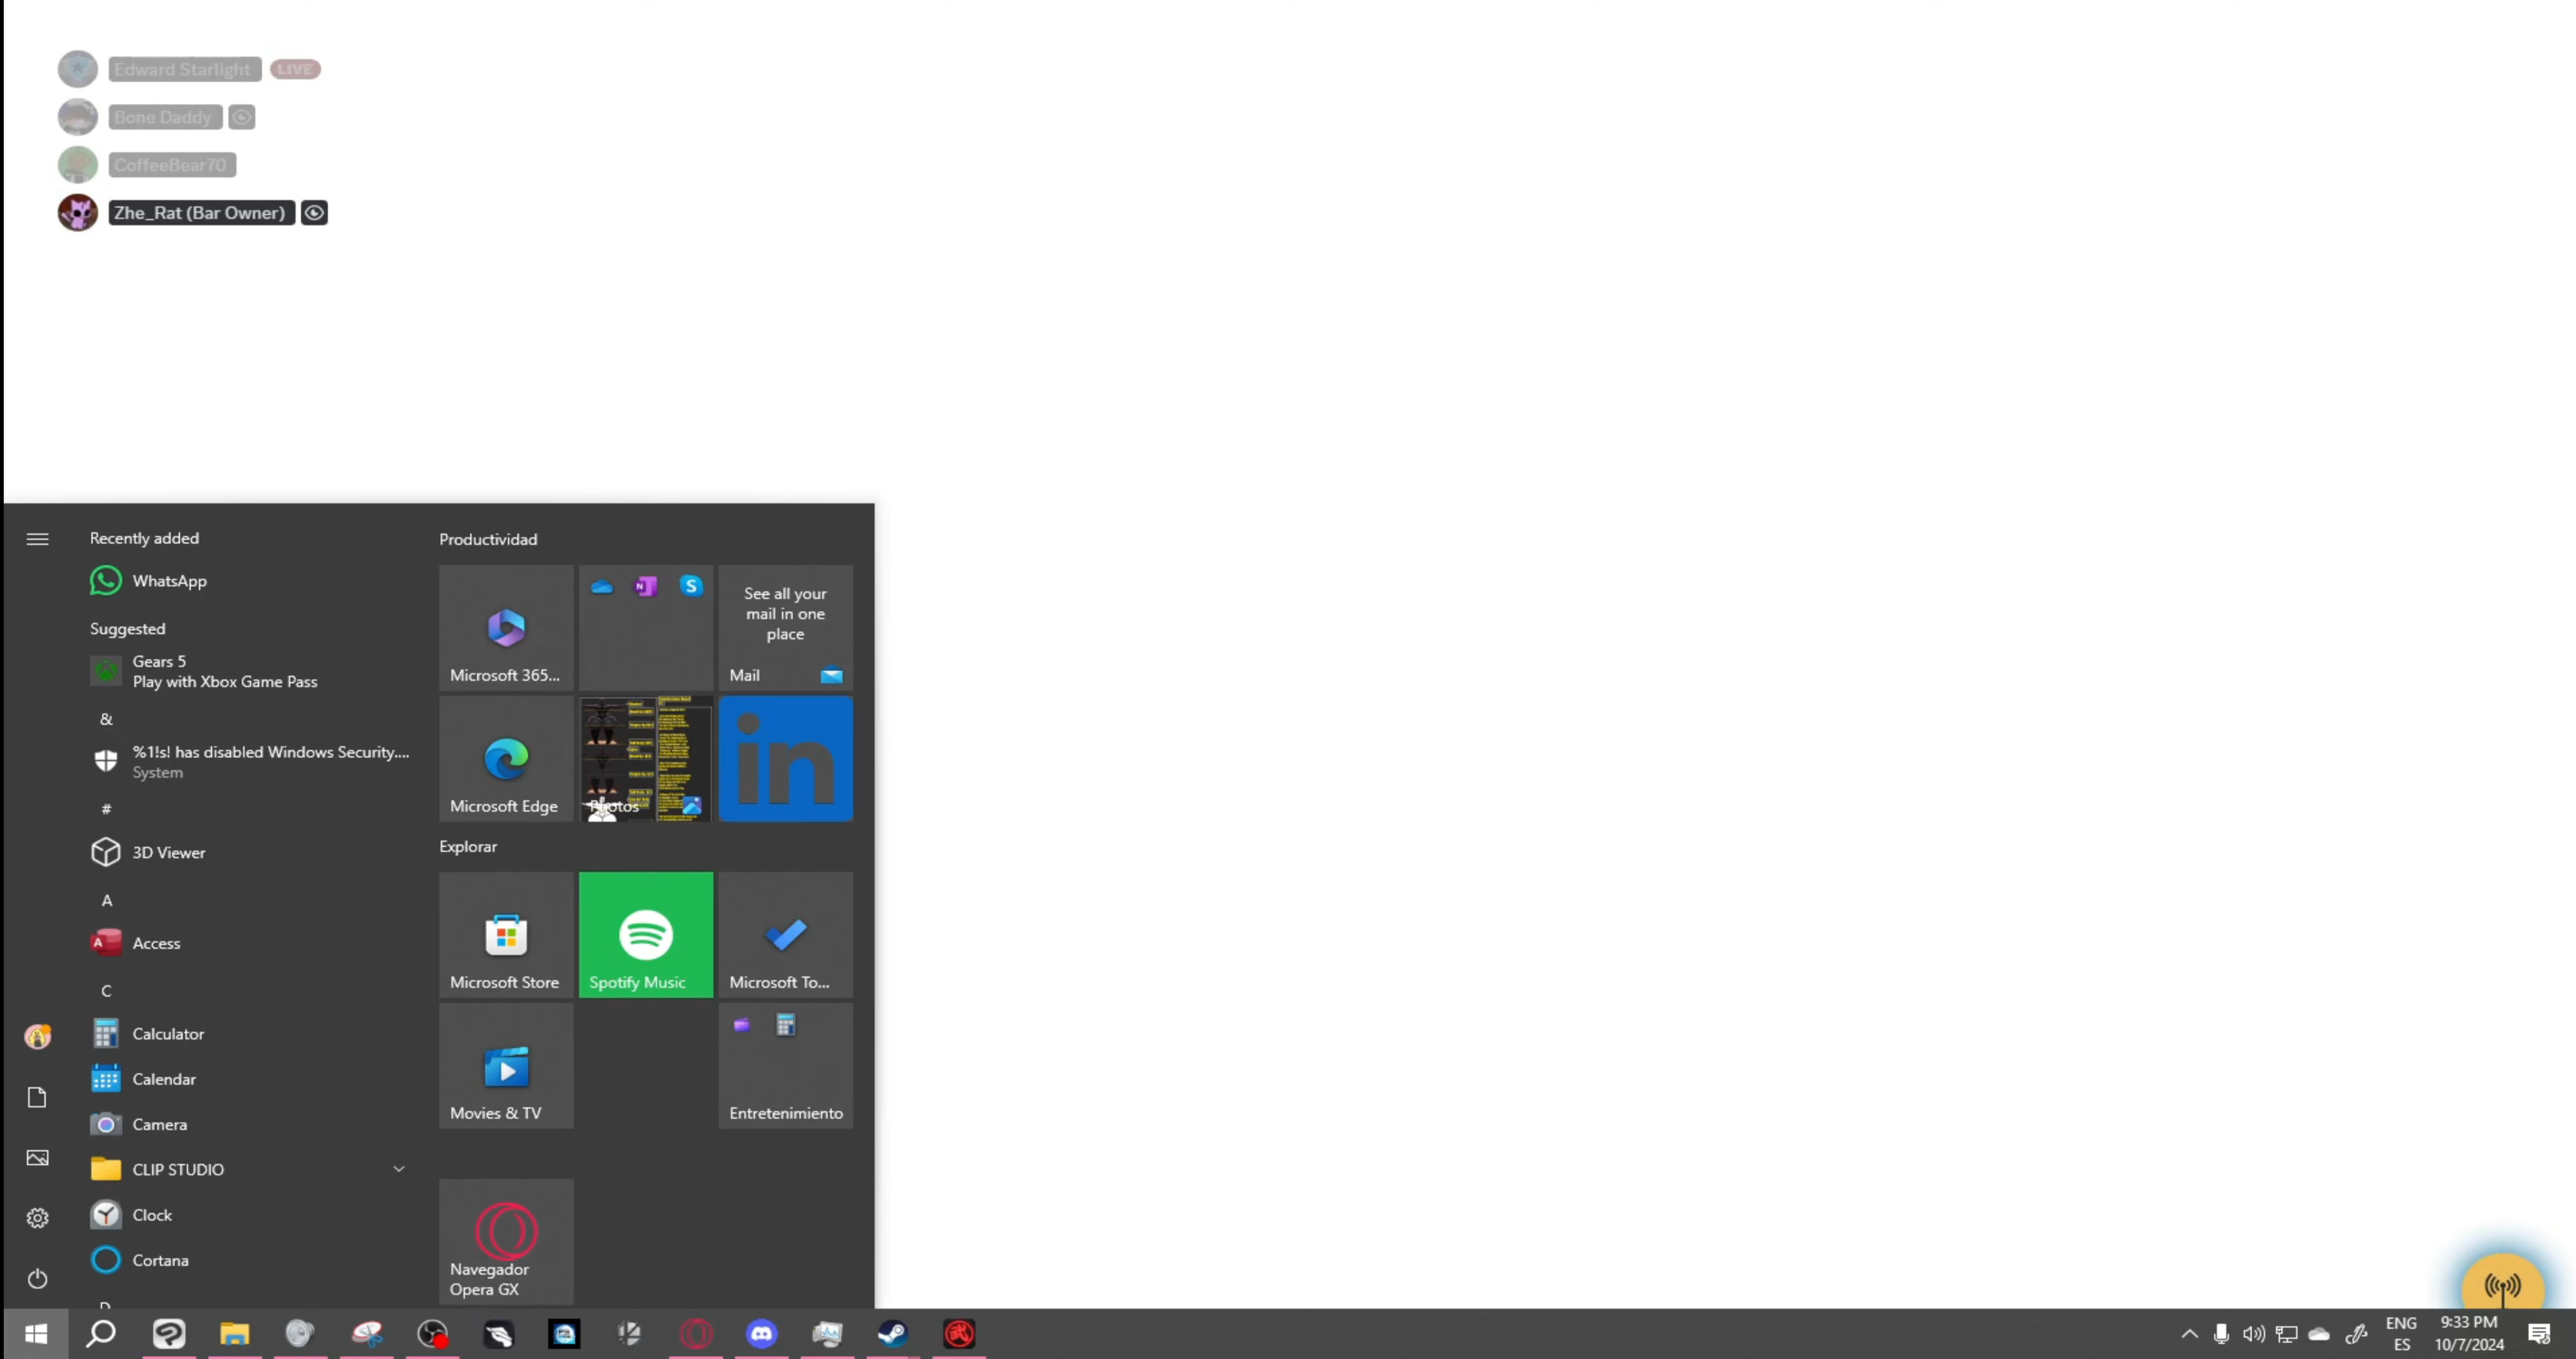 Edward Starlight LIVE
Bone Daddy
CoffeeBear70
Zhe_Rat (Bar Owner)
Recently added
WhatsApp
Suggested
Gears 5
Play with Xbox Game Pass
&
%1!s! has disabled Windows Security....
System
#
3D Viewer
A
Access
C
Calculator
Calendar
Camera
CLIP STUDIO
Clock
Cortana
Productividad
Microsoft 365...
See all your
mail in one
place
Mail
Microsoft Edge
Photos
in
Explorar
Microsoft Store
Spotify Music
Microsoft To...
Movies & TV
Entretenimiento
Navegador
Opera GX
ENG
ES
9:33 PM
10/7/2024